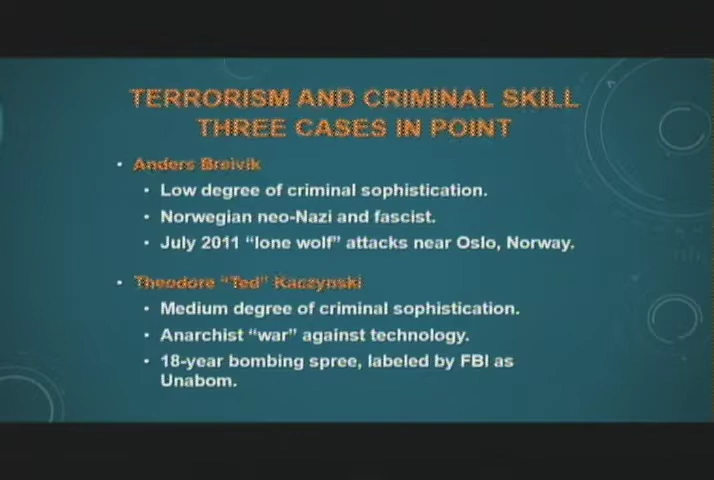 TERRORISM AND CRIMINAL SKILL
THREE CASES IN POINT
• Anders Breivik
• Low degree of criminal sophistication.
• Norwegian neo-Nazi and fascist.
• July 2011 “lone wolf” attacks near Oslo, Norway.
• Theodore “Ted” Kaczynski
• Medium degree of criminal sophistication.
• Anarchist “war” against technology.
• 18-year bombing spree, labeled by FBI as
Unabom.